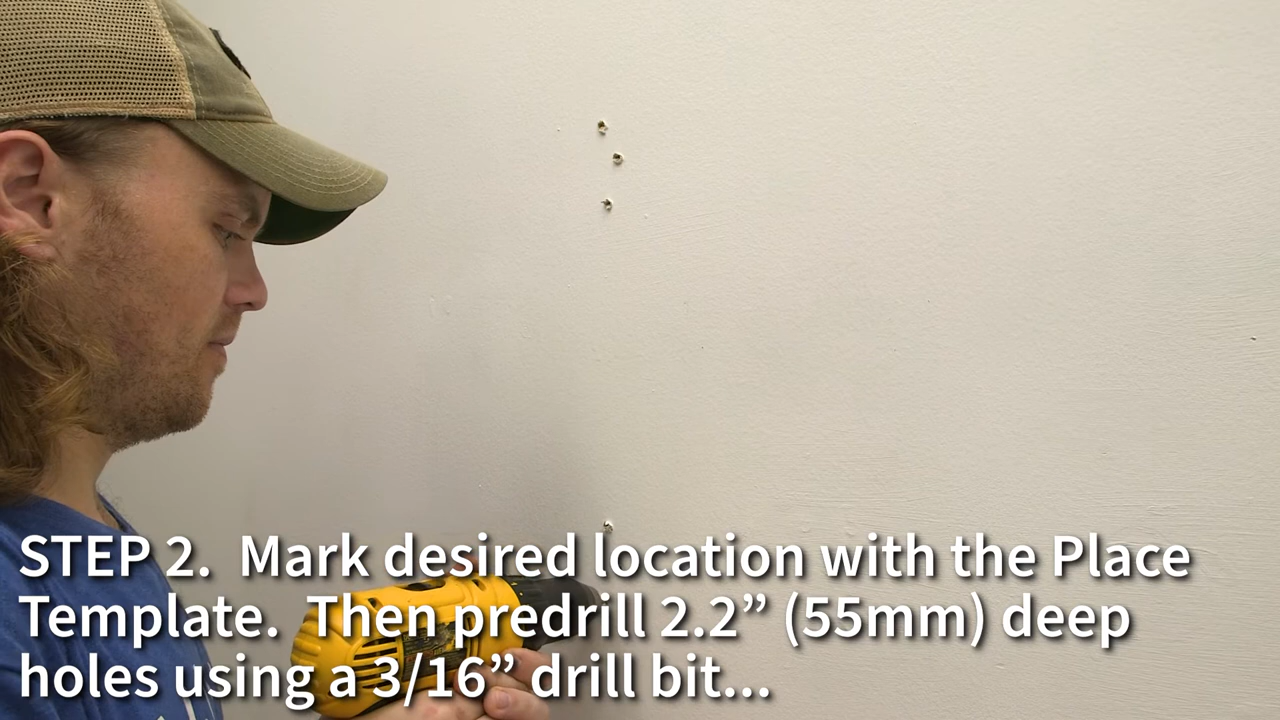 STEP 2.  Mark desired location with the Place
Template.  Then predrill 2.2” (55mm) deep
holes using a 3/16” drill bit...